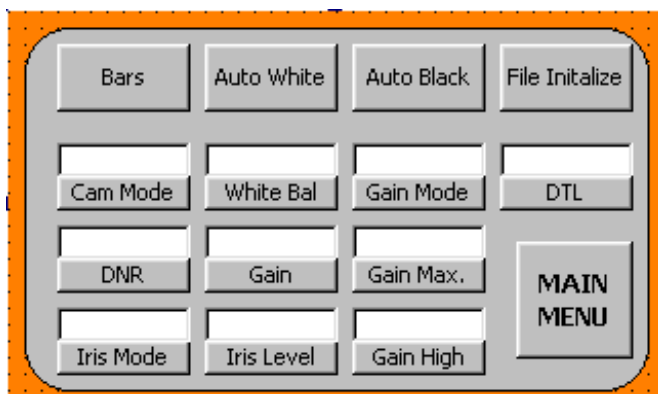 Bars Auto White Auto Black File Initalize
Cam Mode White Bal Gain Mode DTL
DNR Gain Gain Max.
MAIN
MENU
Iris Mode Iris Level Gain High